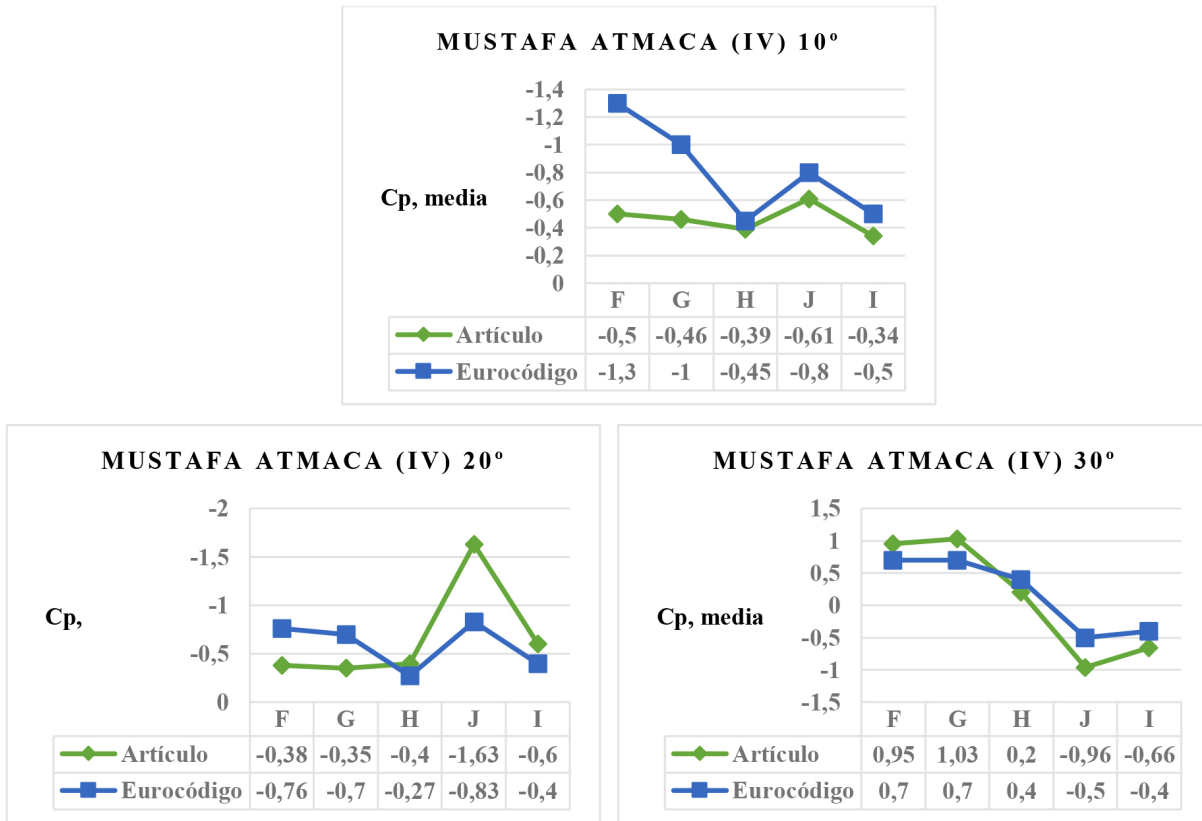 MUSTAFA ATMACA (IV) 10º
-1,4
-1,2
-1
-0,8
-0,6
-0,4
-0,2
0
Cp, media
F G H J I
Artículo -0,5 -0,46 -0,39 -0,61 -0,34
Eurocódigo -1,3 -1 -0,45 -0,8 -0,5
MUSTAFA ATMACA (IV) 20º
-2
-1,5
-1
-0,5
0
Cp,
F G H J I
Artículo -0,38 -0,35 -0,4 -1,63 -0,6
Eurocódigo -0,76 -0,7 -0,27 -0,83 -0,4
MUSTAFA ATMACA (IV) 30º
1,5
1
0,5
0
-0,5
-1
-1,5
Cp, media
F G H J I
Artículo 0,95 1,03 0,2 -0,96 -0,66
Eurocódigo 0,7 0,7 0,4 -0,5 -0,4